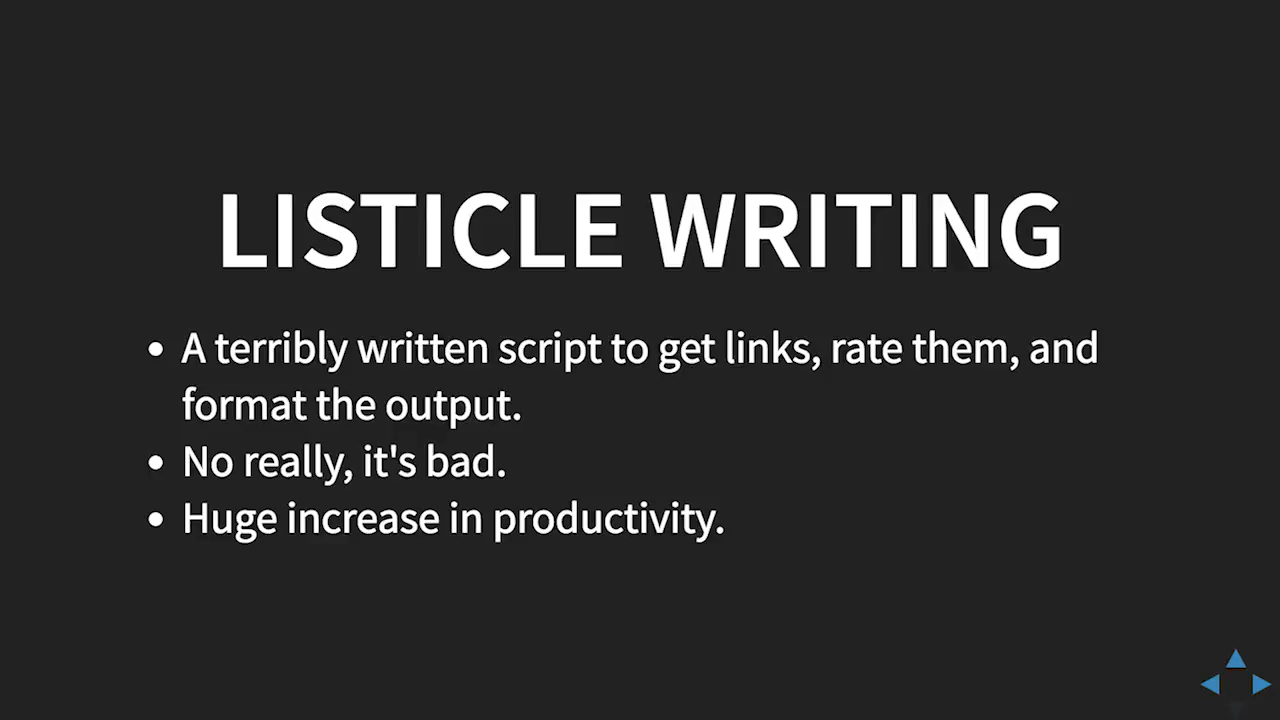 LISTICLE WRITING
• A terribly written script to get links, rate them, and
format the output.
• No really, it's bad.
• Huge increase in productivity.